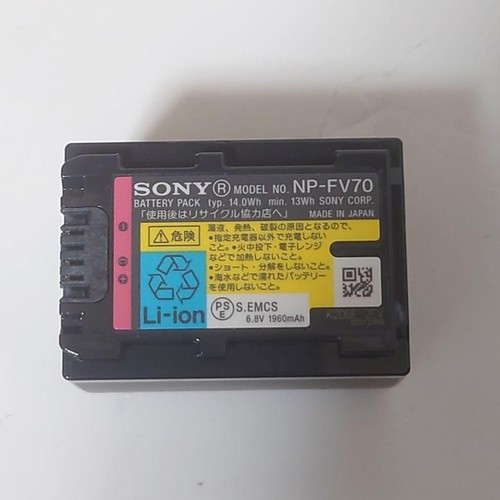 SONY® MODEL NO. NP-FV70
BATTERY PACK typ. 14.0Wh min. 13Wh SONY CORP.
「使用後はリサイクル協力店へ」 MADE IN JAPAN
⚠危険
漏液、発熱、破裂の原因となるので、
•指定充電器以外で充電しない
こと。•火中投下・電子レンジ
などで加熱しないこと。
•ショート・分解をしないこと。
•海水などで濡れたバッテリー
を使用しないこと。
Li-ion
PSE S.EMCS
6.8V 1960mAh